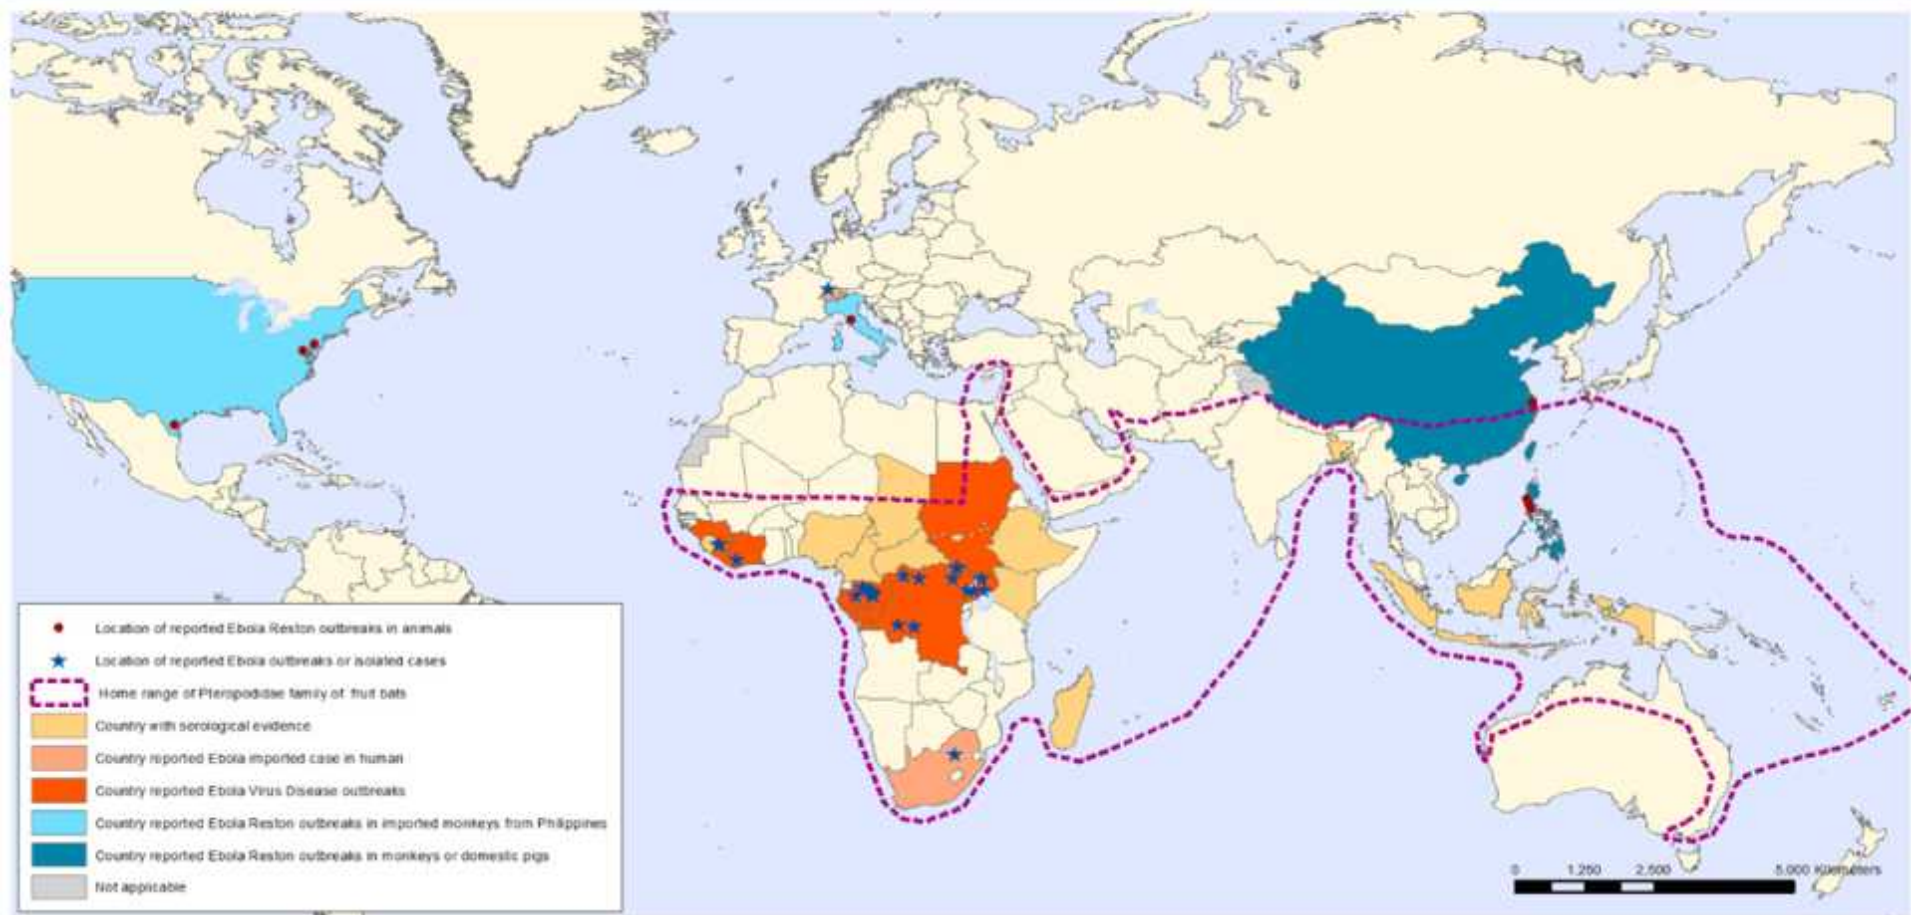 Location of reported Ebola Reston outbreaks in animals
Location of reported Ebola outbreaks or isolated cases
Home range of Pteropodidae family of fruit bats
Country with serological evidence
Country reported Ebola imported case in human
Country reported Ebola Virus Disease outbreaks
Country reported Ebola Reston outbreaks in imported monkeys from Philippines
Country reported Ebola Reston outbreaks in monkeys or domestic pigs
Not applicable
0 1.250 2.500 5.000 Kilometers